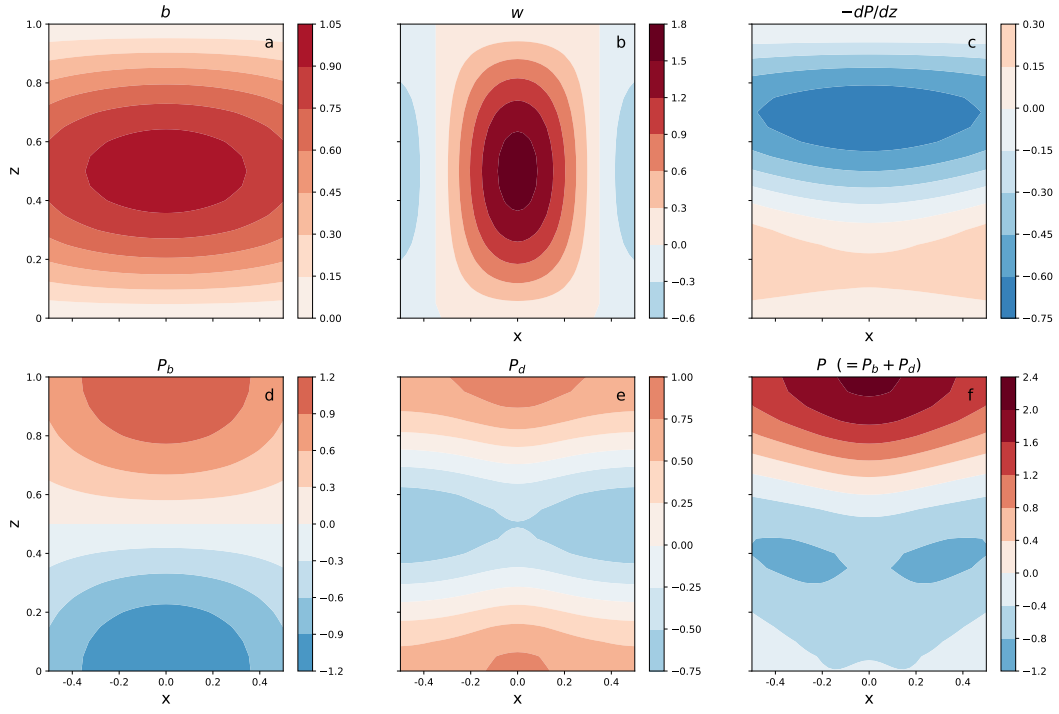 b
w
−dP/dz
a
b
c
z
1.0
0.8
0.6
0.4
0.2
0
1.05
0.90
0.75
0.60
0.45
0.30
0.15
0.00
1.8
1.5
1.2
0.9
0.6
0.3
0.0
−0.3
−0.6
x
0.30
0.15
0.00
−0.15
−0.30
−0.45
−0.60
−0.75
x
P_b
P_d
P (= P_b + P_d)
d
e
f
z
1.0
0.8
0.6
0.4
0.2
0
1.2
0.9
0.6
0.3
0.0
−0.3
−0.6
−0.9
−1.2
1.00
0.75
0.50
0.25
0.00
−0.25
−0.50
−0.75
2.4
2.0
1.6
1.2
0.8
0.4
0.0
−0.4
−0.8
−1.2
-0.4 -0.2 0.0 0.2 0.4
-0.4 -0.2 0.0 0.2 0.4
-0.4 -0.2 0.0 0.2 0.4
x
x
x